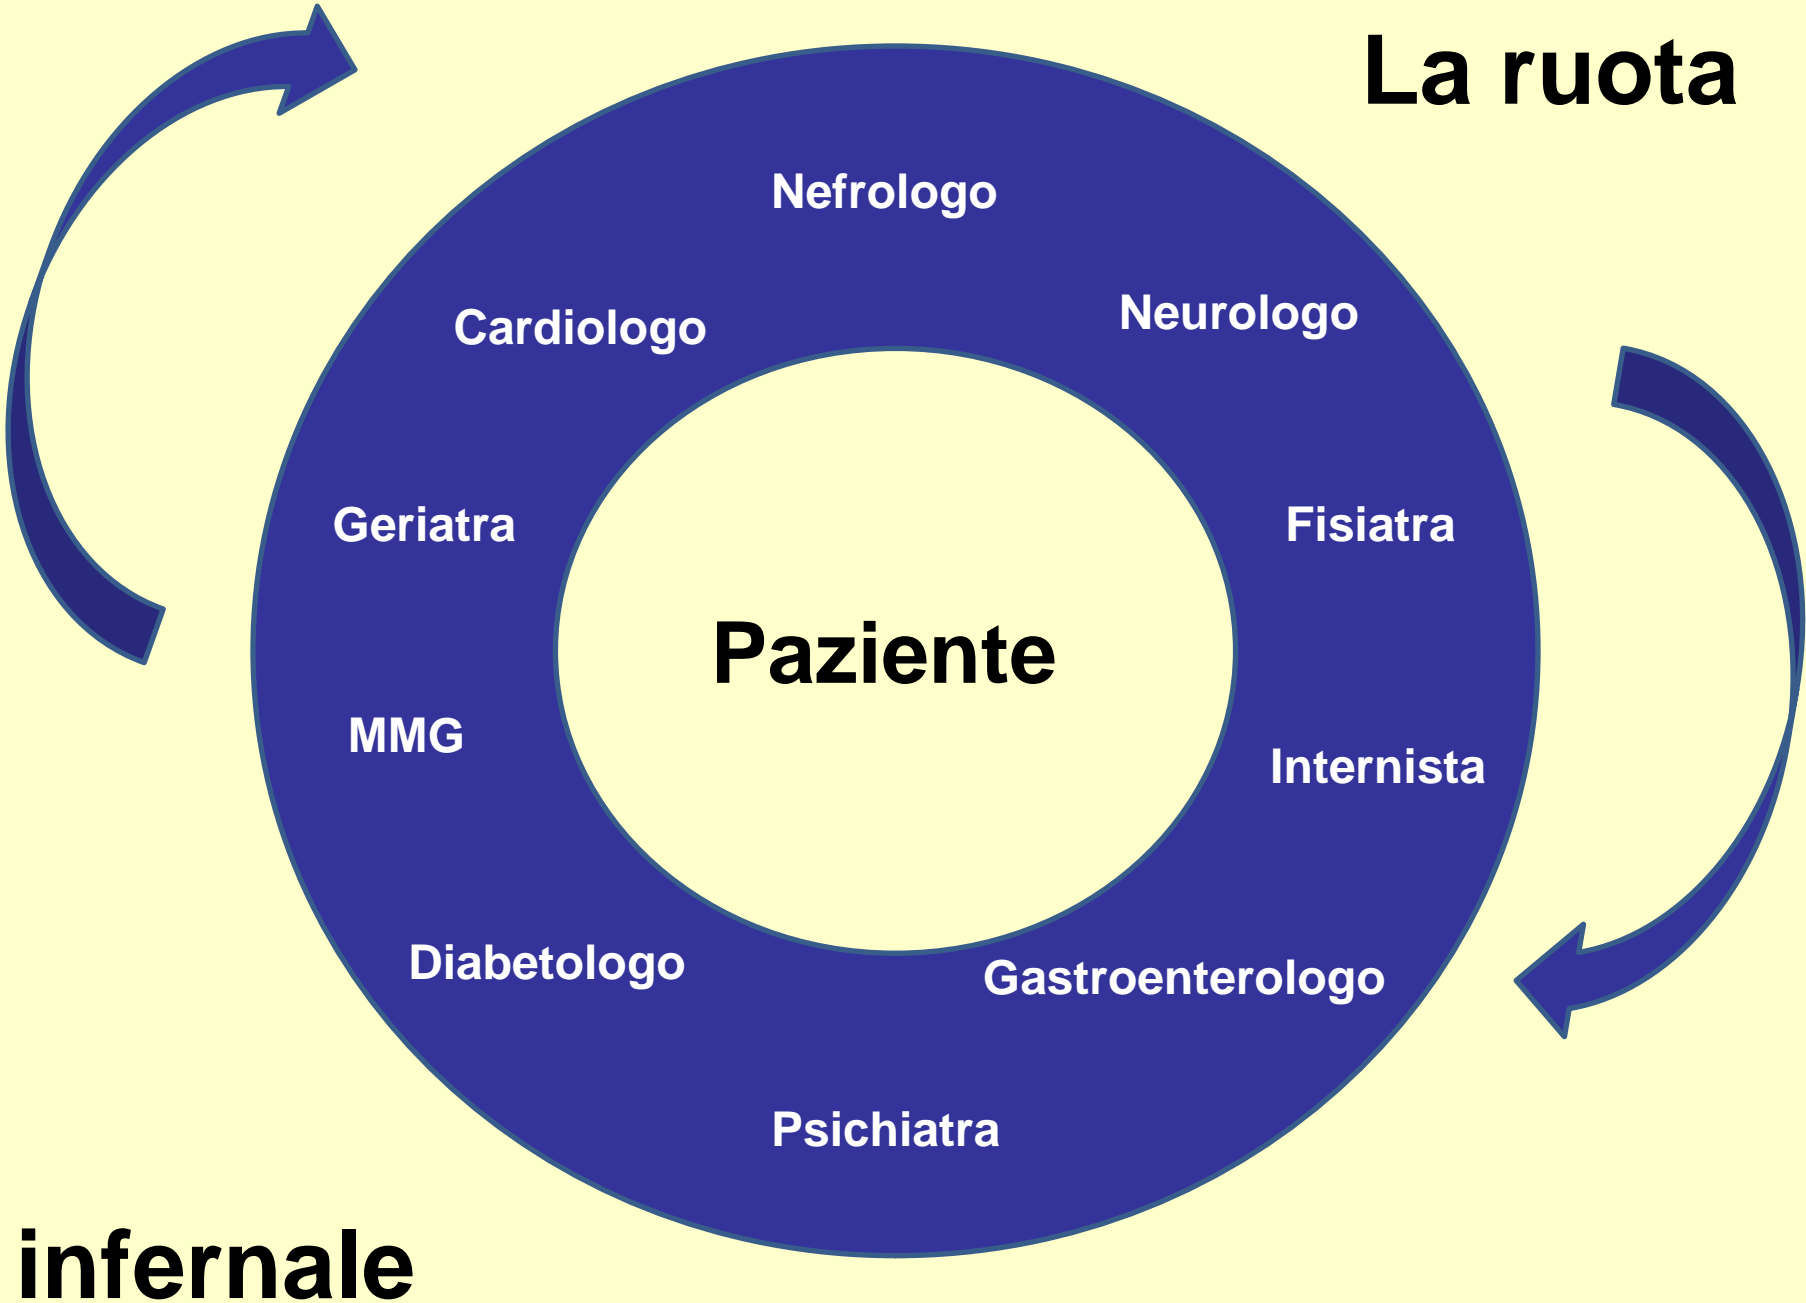 La ruota
Nefrologo
Neurologo
Cardiologo
Geriatra
Fisiatra
Paziente
MMG
Internista
Diabetologo
Gastroenterologo
Psichiatra
infernale